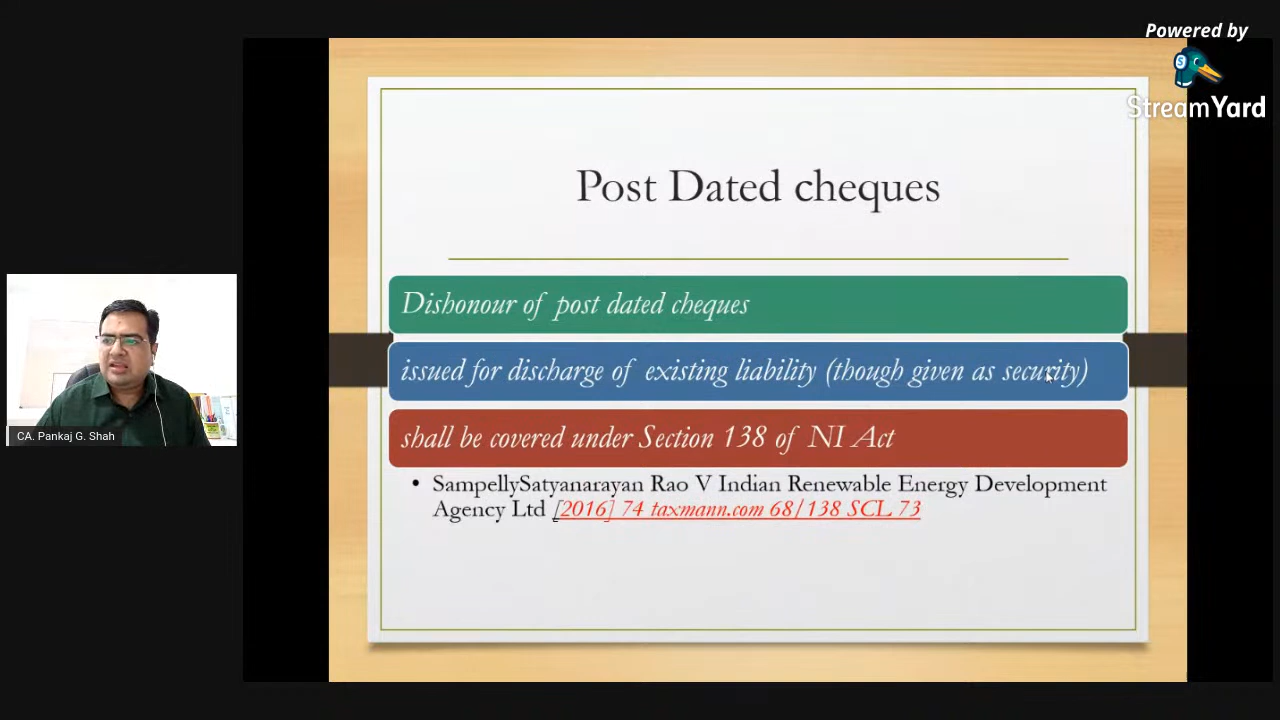 Powered by
StreamYard
Post Dated cheques
Dishonour of post dated cheques
issued for discharge of existing liability (though given as security)
shall be covered under Section 138 of NI Act
• SampellySatyanarayan Rao V Indian Renewable Energy Development
Agency Ltd [2016] 74 taxmann.com 68/138 SCL 73
CA. Pankaj G. Shah